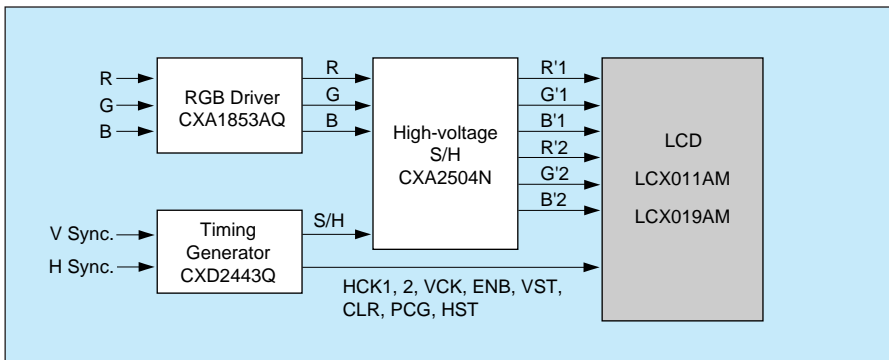 R
G
B
RGB Driver
CXA1853AQ
R
G
B
High-voltage
S/H
CXA2504N
R'1
G'1
B'1
R'2
G'2
B'2
LCD
LCX011AM
LCX019AM
V Sync.
H Sync.
Timing
Generator
CXD2443Q
S/H
HCK1, 2, VCK, ENB, VST,
CLR, PCG, HST